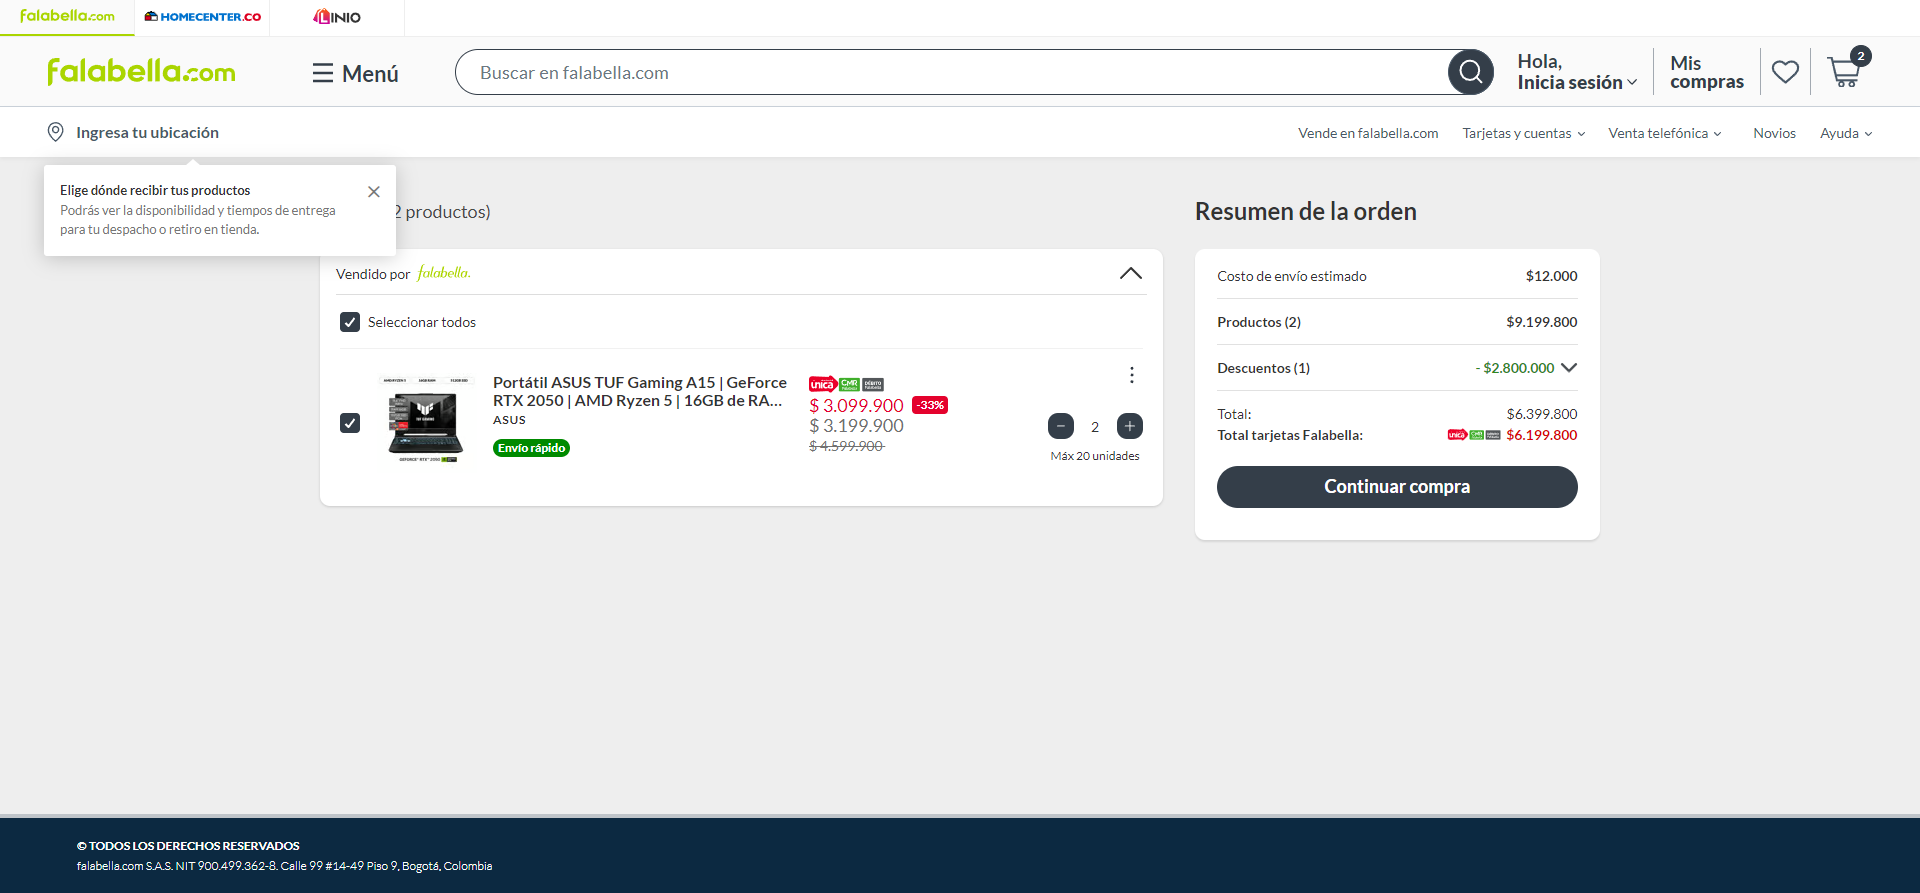 falabella.com
HOMECENTER.CO
LINIO
falabella.com
Menú
Buscar en falabella.com
Hola,
Inicia sesión
Mis
compras
2
Ingresa tu ubicación
Vende en falabella.com
Tarjetas y cuentas
Venta telefónica
Novios
Ayuda
Elige dónde recibir tus productos
Podrás ver la disponibilidad y tiempos de entrega
para tu despacho o retiro en tienda.
2 productos)
Resumen de la orden
Vendido por falabella.
Seleccionar todos
Portátil ASUS TUF Gaming A15 | GeForce
RTX 2050 | AMD Ryzen 5 | 16GB de RA...
ASUS
Envío rápido
única CMR DÉBITO
$ 3.099.900 -33%
$ 3.199.900
$ 4.599.900
2
Máx 20 unidades
Costo de envío estimado $12.000
Productos (2) $9.199.800
Descuentos (1) - $2.800.000
Total: $6.399.800
Total tarjetas Falabella: $6.199.800
Continuar compra
© TODOS LOS DERECHOS RESERVADOS
falabella.com S.A.S. NIT 900.499.362-8. Calle 99 #14-49 Piso 9, Bogotá, Colombia